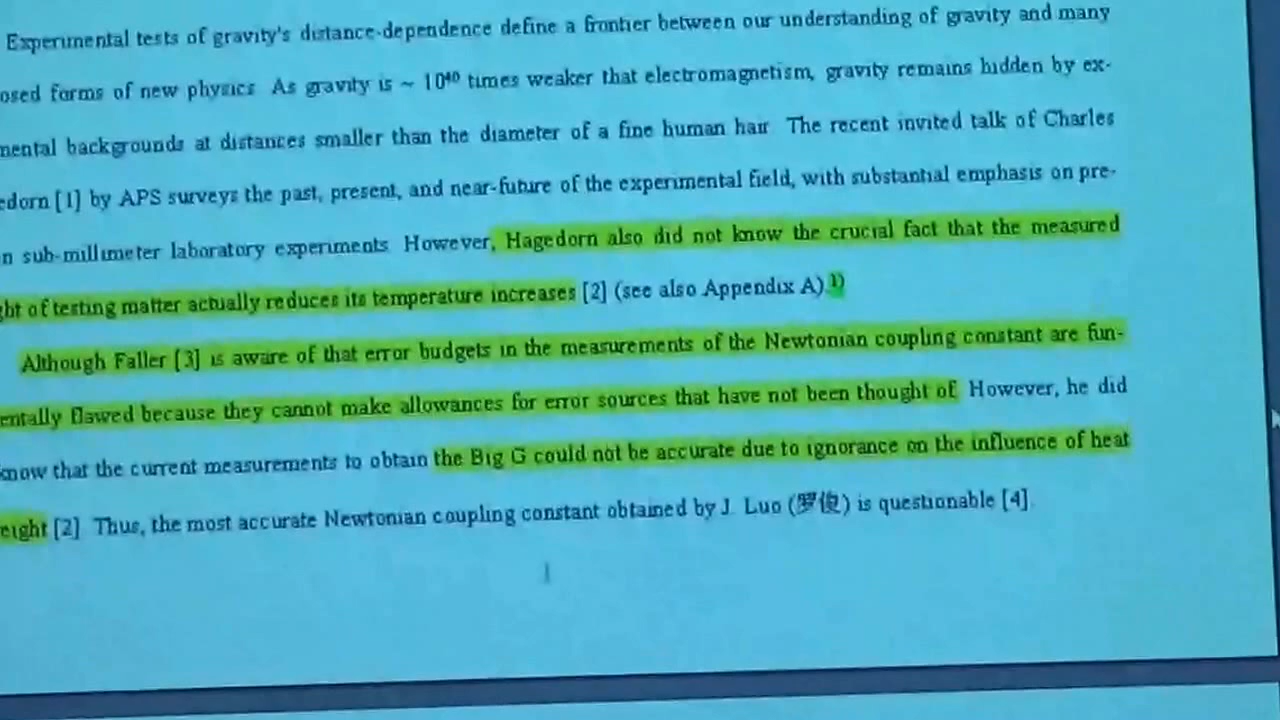 Experimental tests of gravity's distance-dependence define a frontier between our understanding of gravity and many
osed forms of new physics As gravity is ~ 10⁴⁰ times weaker that electromagnetism, gravity remains hidden by ex-
mental backgrounds at distances smaller than the diameter of a fine human hair The recent invited talk of Charles
edorn [1] by APS surveys the past, present, and near-future of the experimental field, with substantial emphasis on pre-
n sub-millimeter laboratory experiments However, Hagedorn also did not know the crucial fact that the measured
ght of testing matter actually reduces its temperature increases [2] (see also Appendix A) 1)
Although Faller [3] is aware of that error budgets in the measurements of the Newtonian coupling constant are fun-
entally flawed because they cannot make allowances for error sources that have not been thought of. However, he did
know that the current measurements to obtain the Big G could not be accurate due to ignorance on the influence of heat
eight [2]. Thus, the most accurate Newtonian coupling constant obtained by J. Luo (罗俊) is questionable [4].